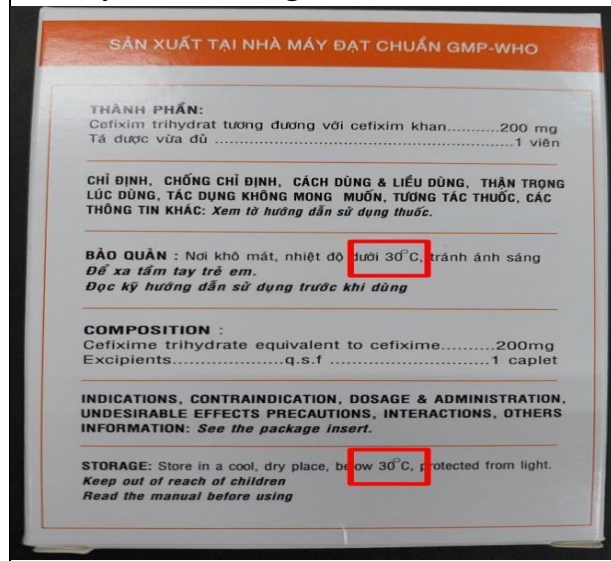 SẢN XUẤT TẠI NHÀ MÁY ĐẠT CHUẨN GMP-WHO
THÀNH PHẦN:
Cefixim trihydrat tương đương với cefixim khan..........200 mg
Tá dược vừa đủ ....................................................1 viên
CHỈ ĐỊNH, CHỐNG CHỈ ĐỊNH, CÁCH DÙNG & LIỀU DÙNG, THẬN TRỌNG
LÚC DÙNG, TÁC DỤNG KHÔNG MONG MUỐN, TƯƠNG TÁC THUỐC, CÁC
THÔNG TIN KHÁC: Xem tờ hướng dẫn sử dụng thuốc.
BẢO QUẢN : Nơi khô mát, nhiệt độ dưới 30°C, tránh ánh sáng
Để xa tầm tay trẻ em.
Đọc kỹ hướng dẫn sử dụng trước khi dùng
COMPOSITION :
Cefixime trihydrate equivalent to cefixime.........200mg
Excipients.................q.s.f ..........................1 caplet
INDICATIONS, CONTRAINDICATION, DOSAGE & ADMINISTRATION,
UNDESIRABLE EFFECTS PRECAUTIONS, INTERACTIONS, OTHERS
INFORMATION: See the package insert.
STORAGE: Store in a cool, dry place, below 30°C, protected from light.
Keep out of reach of children
Read the manual before using